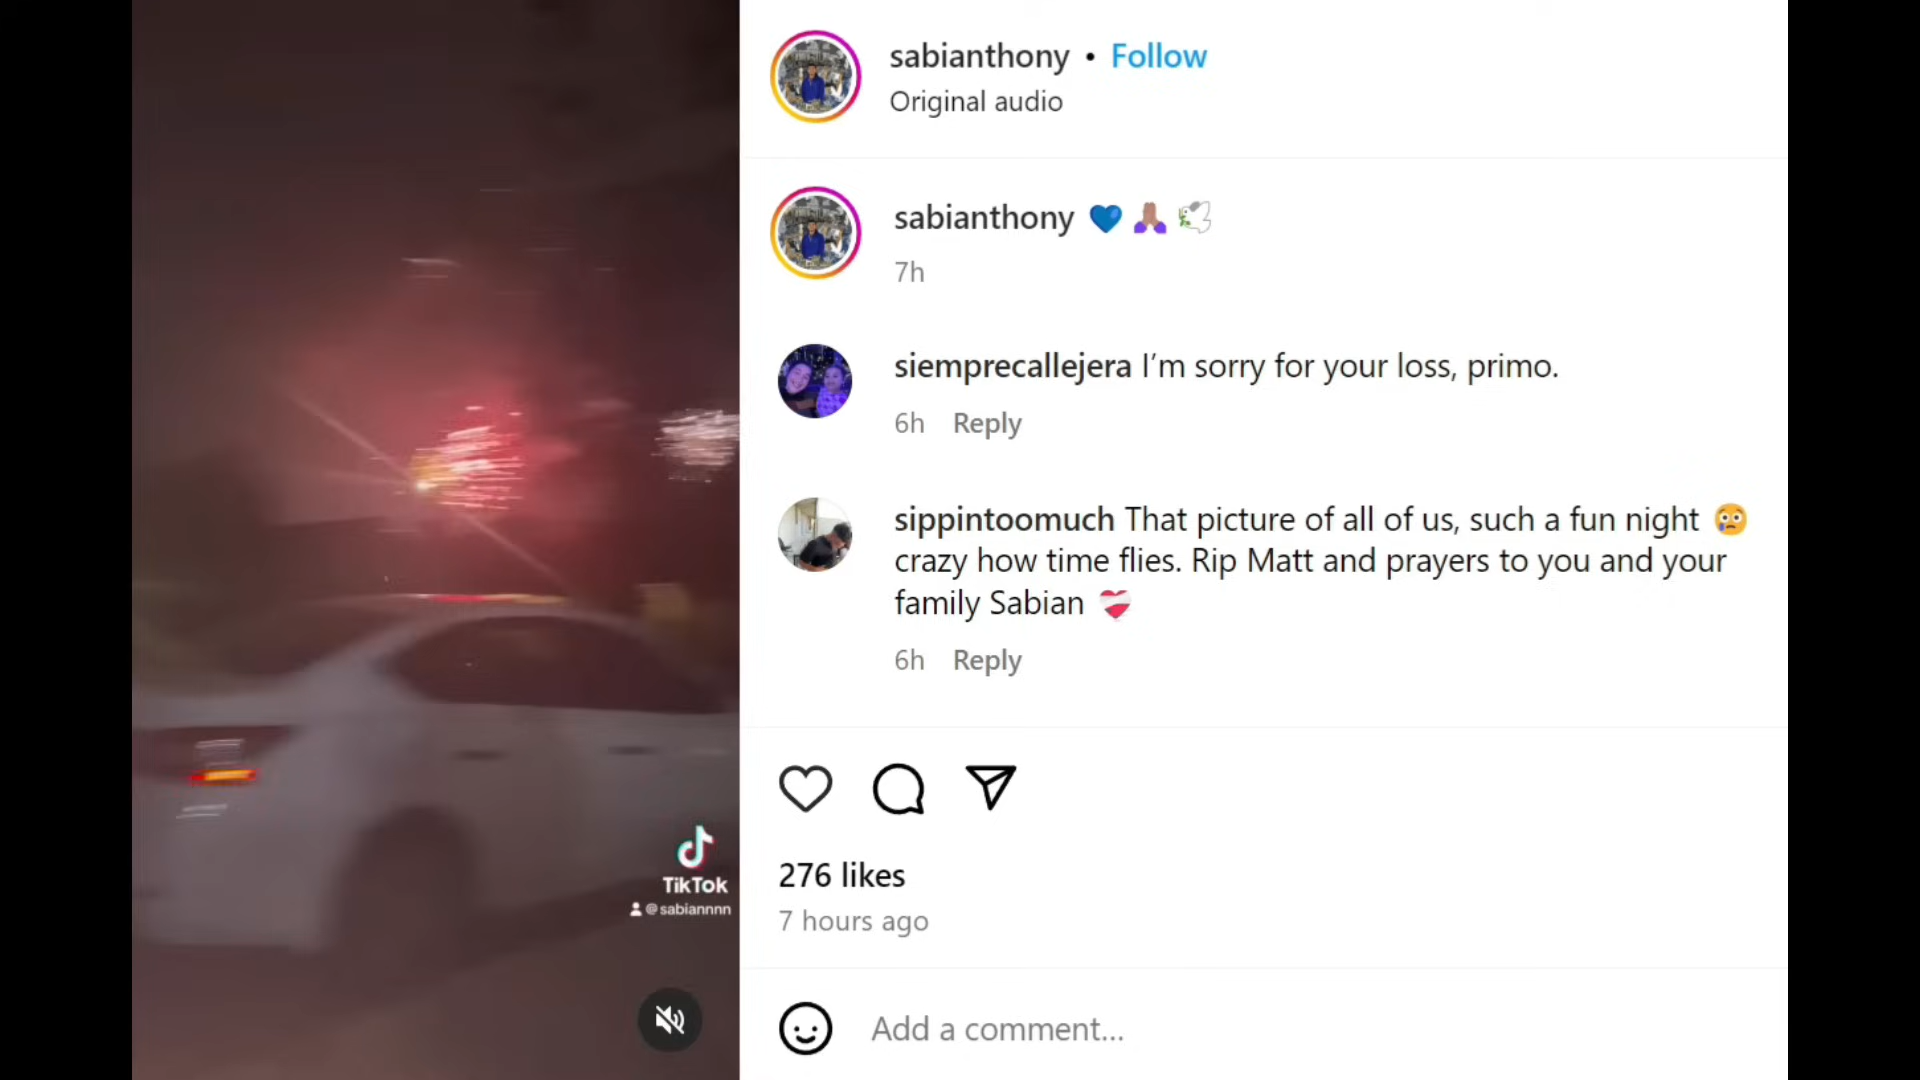 sabianthony • Follow
Original audio
sabianthony 💙 🙏🏽 🕊️
7h
siemprecallejera I’m sorry for your loss, primo.
6h Reply
sippintoomuch That picture of all of us, such a fun night 😢
crazy how time flies. Rip Matt and prayers to you and your
family Sabian ❤️‍🩹
6h Reply
276 likes
7 hours ago
Add a comment...
TikTok
@sabiannnn